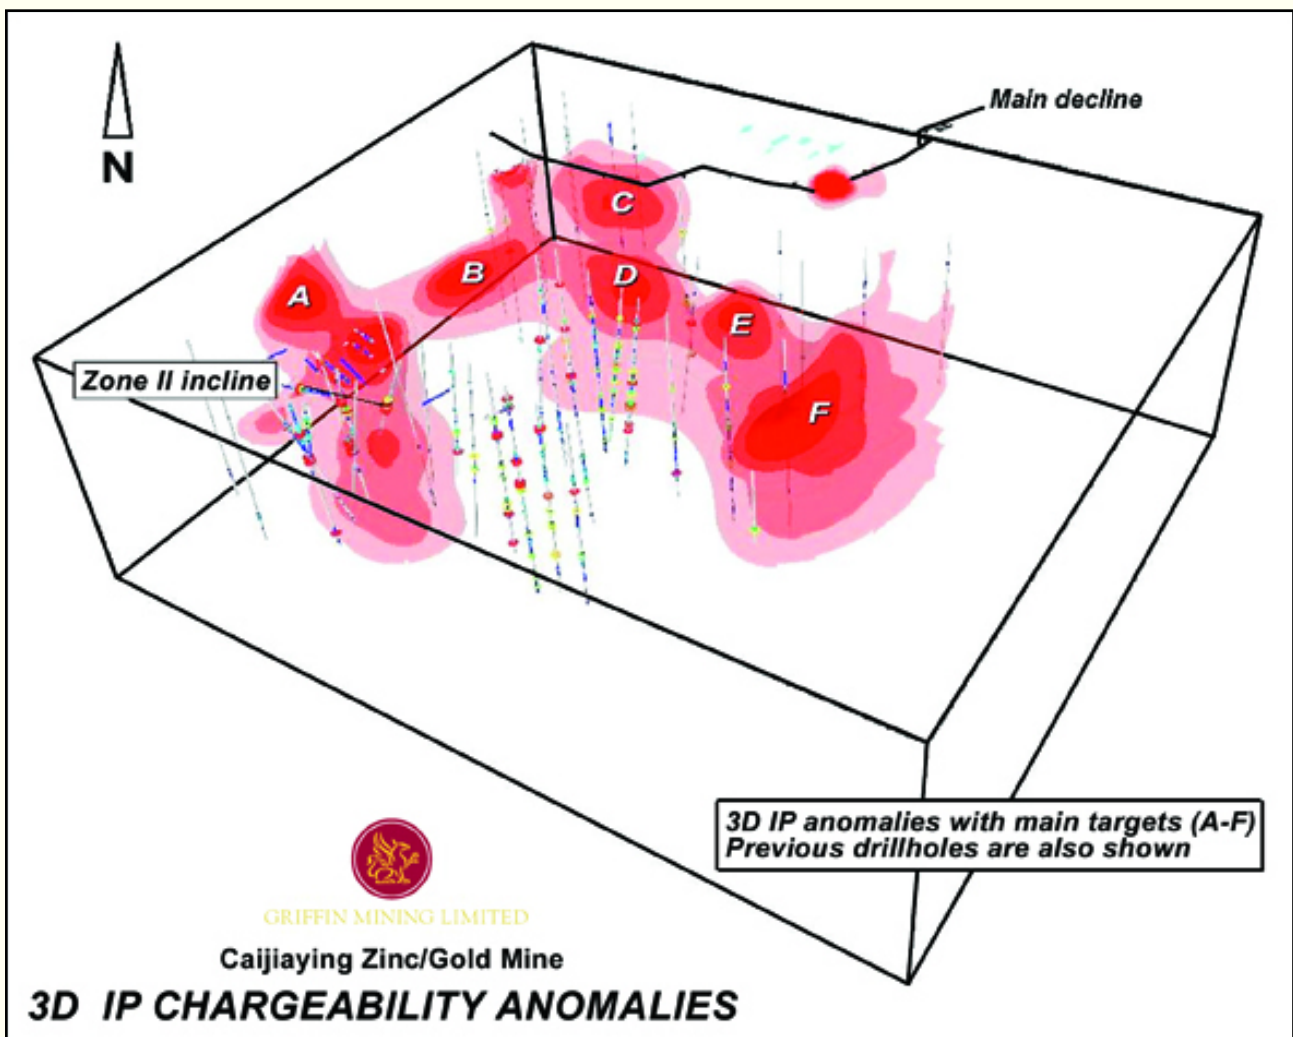 N
Main decline
C
B
D
A
E
Zone II incline
F
3D IP anomalies with main targets (A-F)
Previous drillholes are also shown
GRIFFIN MINING LIMITED
Caijiaying Zinc/Gold Mine
3D IP CHARGEABILITY ANOMALIES